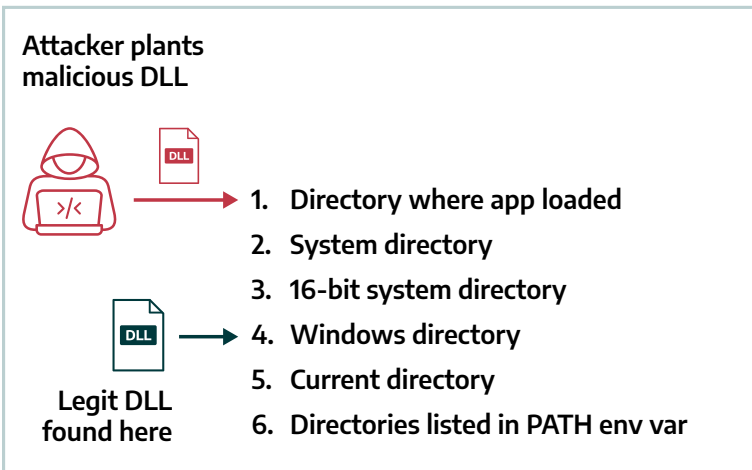 Attacker plants
malicious DLL
DLL
>/<
1. Directory where app loaded
2. System directory
3. 16-bit system directory
DLL
4. Windows directory
5. Current directory
Legit DLL
found here
6. Directories listed in PATH env var